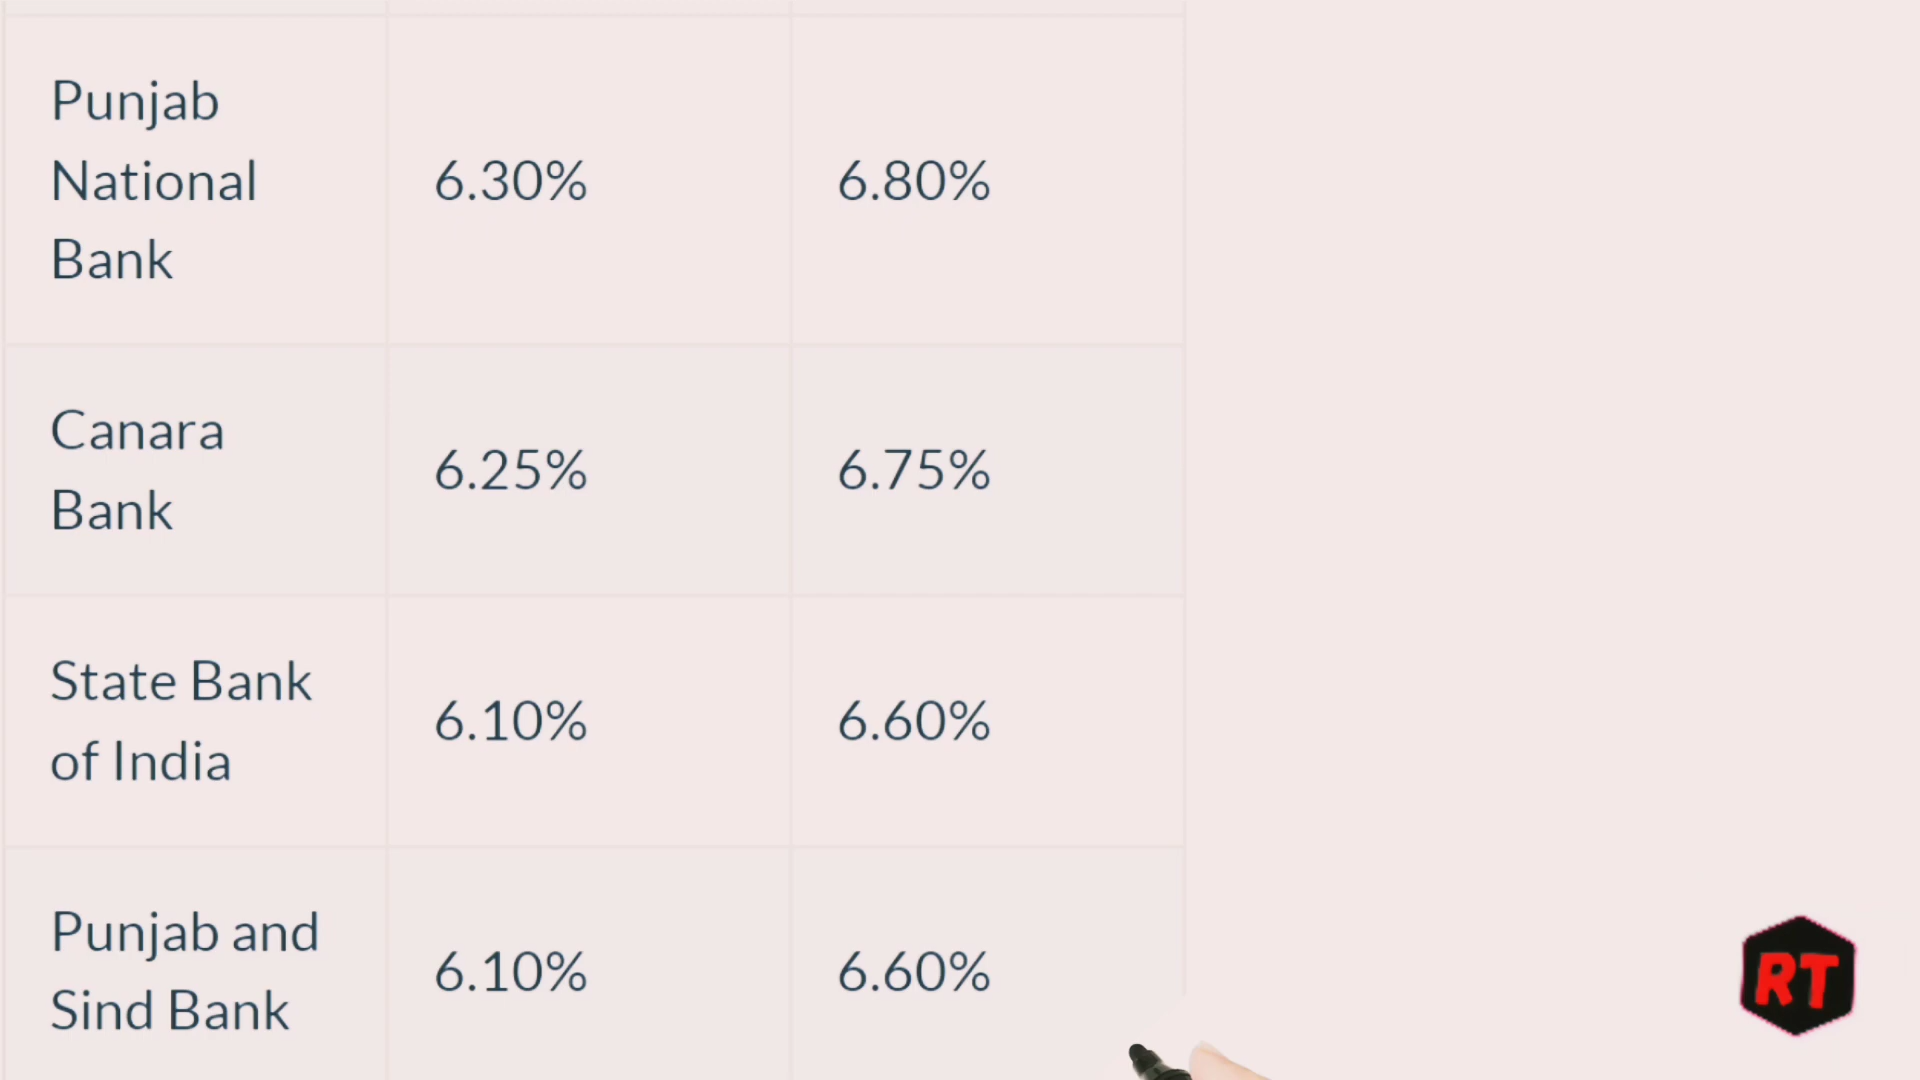 Punjab
National
Bank
6.30%
6.80%
Canara
Bank
6.25%
6.75%
State Bank
of India
6.10%
6.60%
Punjab and
Sind Bank
6.10%
6.60%
RT